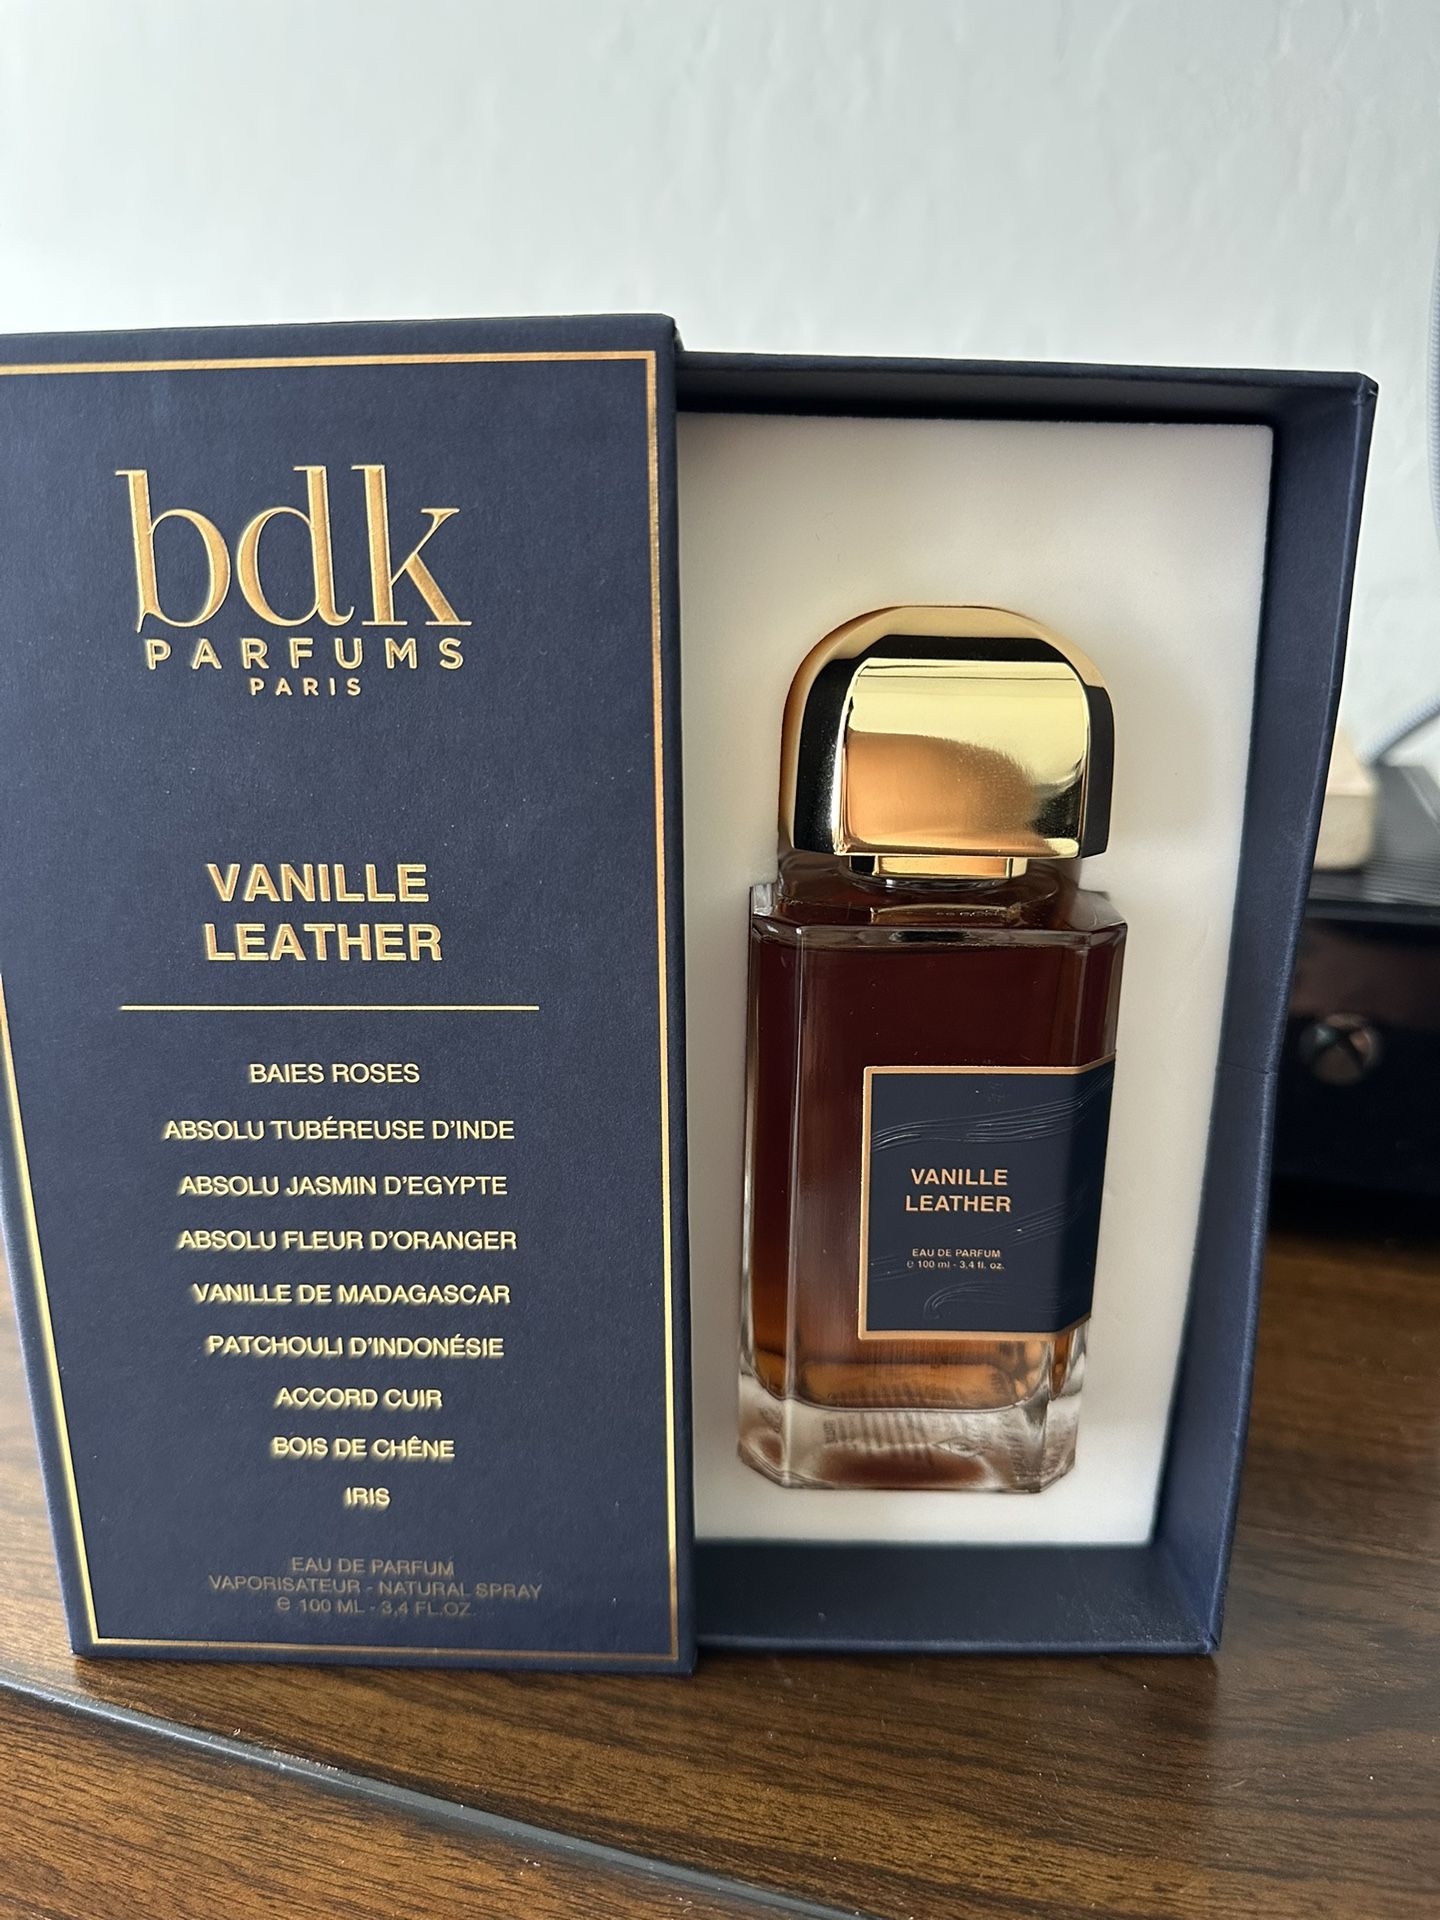 bdk
PARFUMS
PARIS
VANILLE
LEATHER
BAIES ROSES
ABSOLU TUBÉREUSE D'INDE
ABSOLU JASMIN D'EGYPTE
ABSOLU FLEUR D'ORANGER
VANILLE DE MADAGASCAR
PATCHOULI D'INDONÉSIE
ACCORD CUIR
BOIS DE CHÊNE
IRIS
EAU DE PARFUM
VAPORISATEUR - NATURAL SPRAY
℮ 100 ML - 3,4 FL.OZ.
VANILLE
LEATHER
EAU DE PARFUM
℮ 100 ml - 3,4 fl. oz.